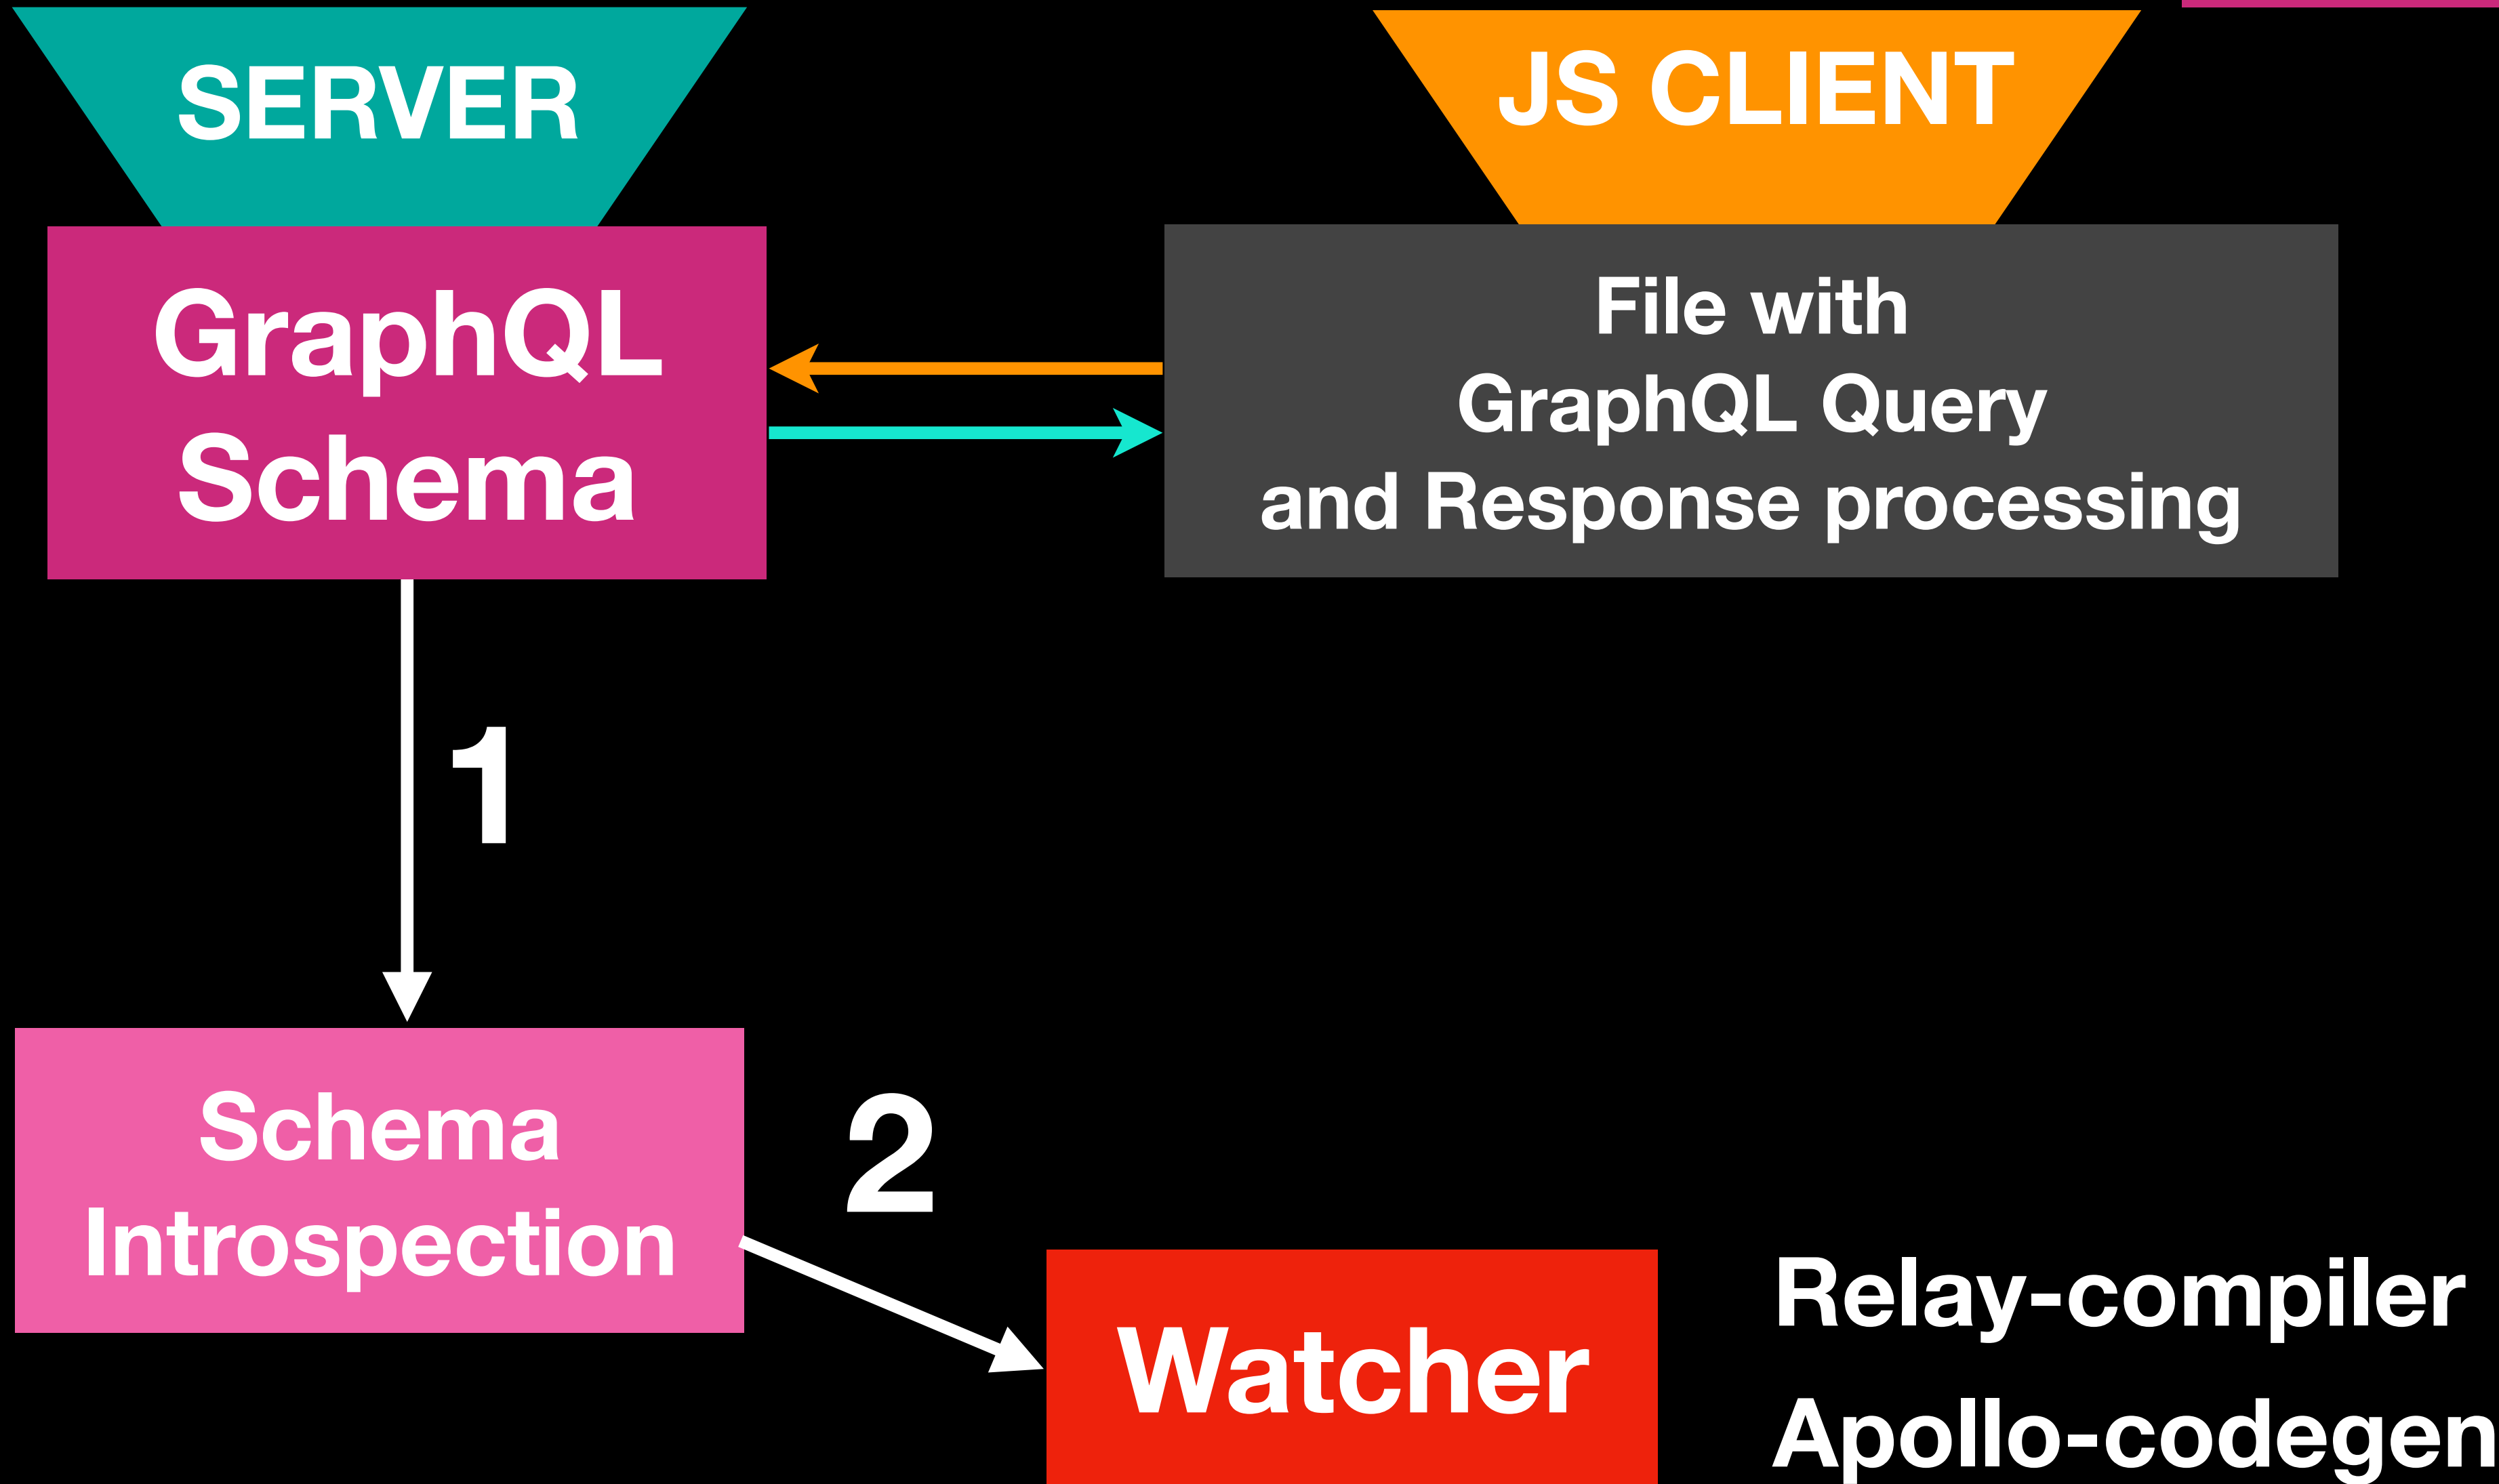 SERVER
JS CLIENT
GraphQL
Schema
File with
GraphQL Query
and Response processing
1
Schema
Introspection
2
Watcher
Relay-compiler
Apollo-codegen